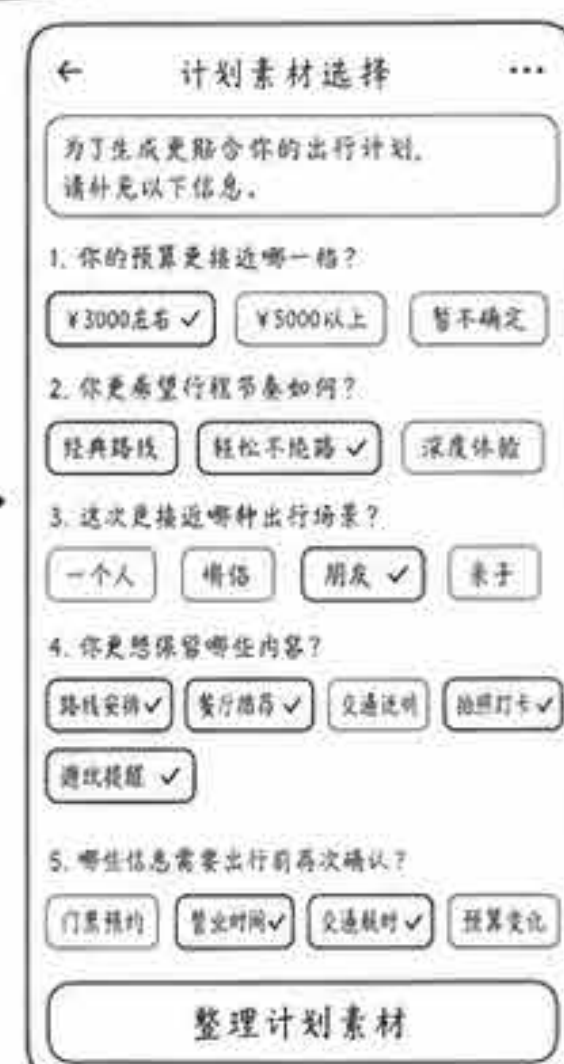 ← 计划素材选择 ...
为了生成更贴合你的出行计划,
请补充以下信息。
1. 你的预算更接近哪一档?
¥3000左右 ✓ ¥5000以上 暂不确定
2. 你更希望行程节奏如何?
经典路线 轻松不绕路 ✓ 深度体验
3. 这次更接近哪种出行场景?
一个人 情侣 朋友 ✓ 亲子
4. 你更想保留哪些内容?
路线安排 ✓ 餐厅推荐 ✓ 交通说明 拍照打卡 ✓
避坑提醒 ✓
5. 哪些信息需要出行前再次确认?
门票预约 营业时间 ✓ 交通耗时 ✓ 预算变化
整理计划素材